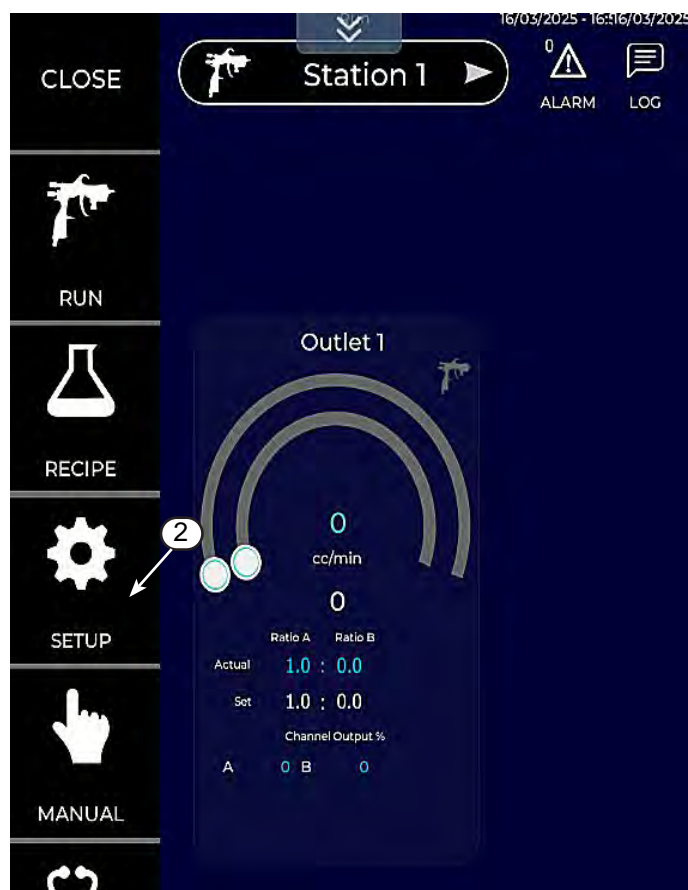 16/03/2025 - 16:516/03/2025
CLOSE
Station 1
0
ALARM
LOG
RUN
Outlet 1
RECIPE
2
0
cc/min
0
SETUP
Ratio A Ratio B
Actual 1.0 : 0.0
Set 1.0 : 0.0
Channel Output %
A 0 B 0
MANUAL